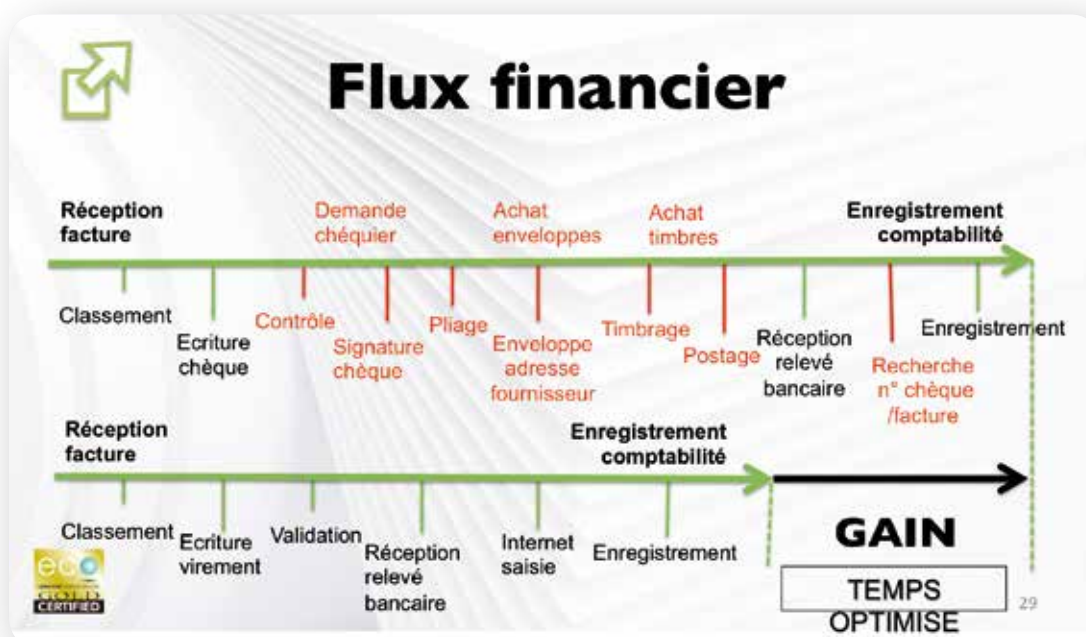 Flux financier
Réception
facture
Demande
chéquier
Achat
enveloppes
Achat
timbres
Enregistrement
comptabilité
Classement
Ecriture
chèque
Contrôle
Signature
chèque
Pliage
Enveloppe
adresse
fournisseur
Timbrage
Postage
Réception
relevé
bancaire
Recherche
n° chèque
/facture
Enregistrement
Réception
facture
Enregistrement
comptabilité
Classement
Ecriture
virement
Validation
Réception
relevé
bancaire
Internet
saisie
Enregistrement
GAIN
TEMPS
OPTIMISE
eco
CERTIFIED
29